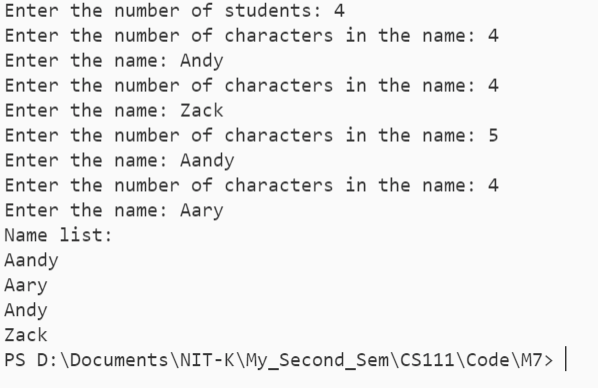 Enter the number of students: 4
Enter the number of characters in the name: 4
Enter the name: Andy
Enter the number of characters in the name: 4
Enter the name: Zack
Enter the number of characters in the name: 5
Enter the name: Aandy
Enter the number of characters in the name: 4
Enter the name: Aary
Name list:
Aandy
Aary
Andy
Zack
PS D:\Documents\NIT-K\My_Second_Sem\CS111\Code\M7>